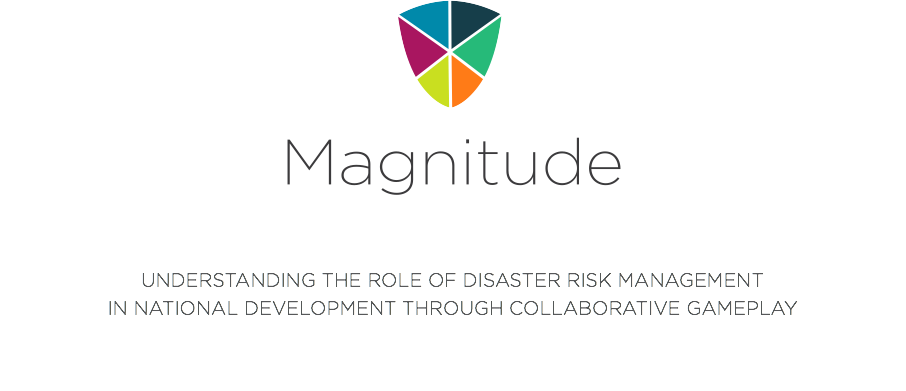 Magnitude
UNDERSTANDING THE ROLE OF DISASTER RISK MANAGEMENT
IN NATIONAL DEVELOPMENT THROUGH COLLABORATIVE GAMEPLAY